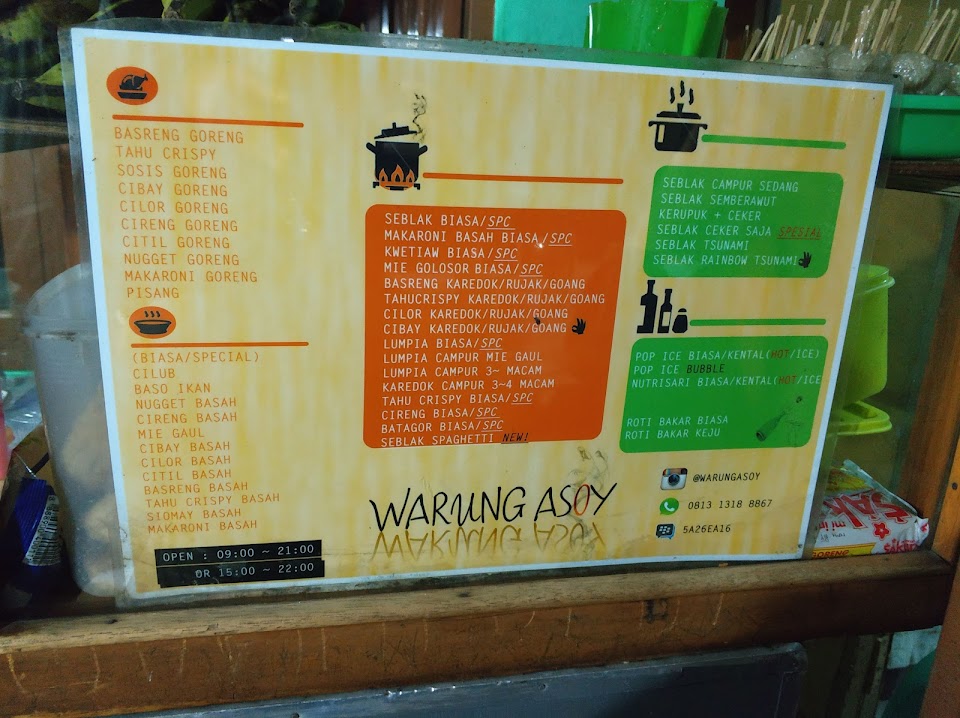 BASRENG GORENG
TAHU CRISPY
SOSIS GORENG
CIBAY GORENG
CILOR GORENG
CIRENG GORENG
CITIL GORENG
NUGGET GORENG
MAKARONI GORENG
PISANG
(BIASA/SPECIAL)
CILUB
BASO IKAN
NUGGET BASAH
CIRENG BASAH
MIE GAUL
CIBAY BASAH
CILOR BASAH
CITIL BASAH
BASRENG BASAH
TAHU CRISPY BASAH
SIOMAY BASAH
MAKARONI BASAH
OPEN : 09:00 ~ 21:00
OR 15:00 ~ 22:00
SEBLAK BIASA/SPC
MAKARONI BASAH BIASA/SPC
KWETIAW BIASA/SPC
MIE GOLOSOR BIASA/SPC
BASRENG KAREDOK/RUJAK/GOANG
TAHUCRISPY KAREDOK/RUJAK/GOANG
CILOR KAREDOK/RUJAK/GOANG
CIBAY KAREDOK/RUJAK/GOANG
LUMPIA BIASA/SPC
LUMPIA CAMPUR MIE GAUL
LUMPIA CAMPUR 3~ MACAM
KAREDOK CAMPUR 3~4 MACAM
TAHU CRISPY BIASA/SPC
CIRENG BIASA/SPC
BATAGOR BIASA/SPC
SEBLAK SPAGHETTI NEW!
WARUNG ASOY
SEBLAK CAMPUR SEDANG
SEBLAK SEMBERAWUT
KERUPUK + CEKER
SEBLAK CEKER SAJA SPESIAL
SEBLAK TSUNAMI
SEBLAK RAINBOW TSUNAMI
POP ICE BIASA/KENTAL(HOT/ICE)
POP ICE BUBBLE
NUTRISARI BIASA/KENTAL(HOT/ICE
ROTI BAKAR BIASA
ROTI BAKAR KEJU
@WARUNGASOY
0813 1318 8867
5A26EA16